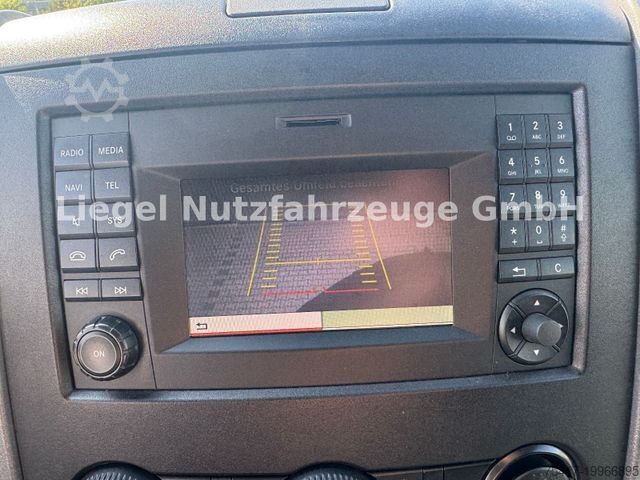 RADIO MEDIA
NAVI TEL
SYS
ON
Gesamtes Umfeld beachten!
Liegel Nutzfahrzeuge GmbH
1 2 ABC 3 DEF
4 GHI 5 JKL 6 MNO
7 8 9
* 0 #
C